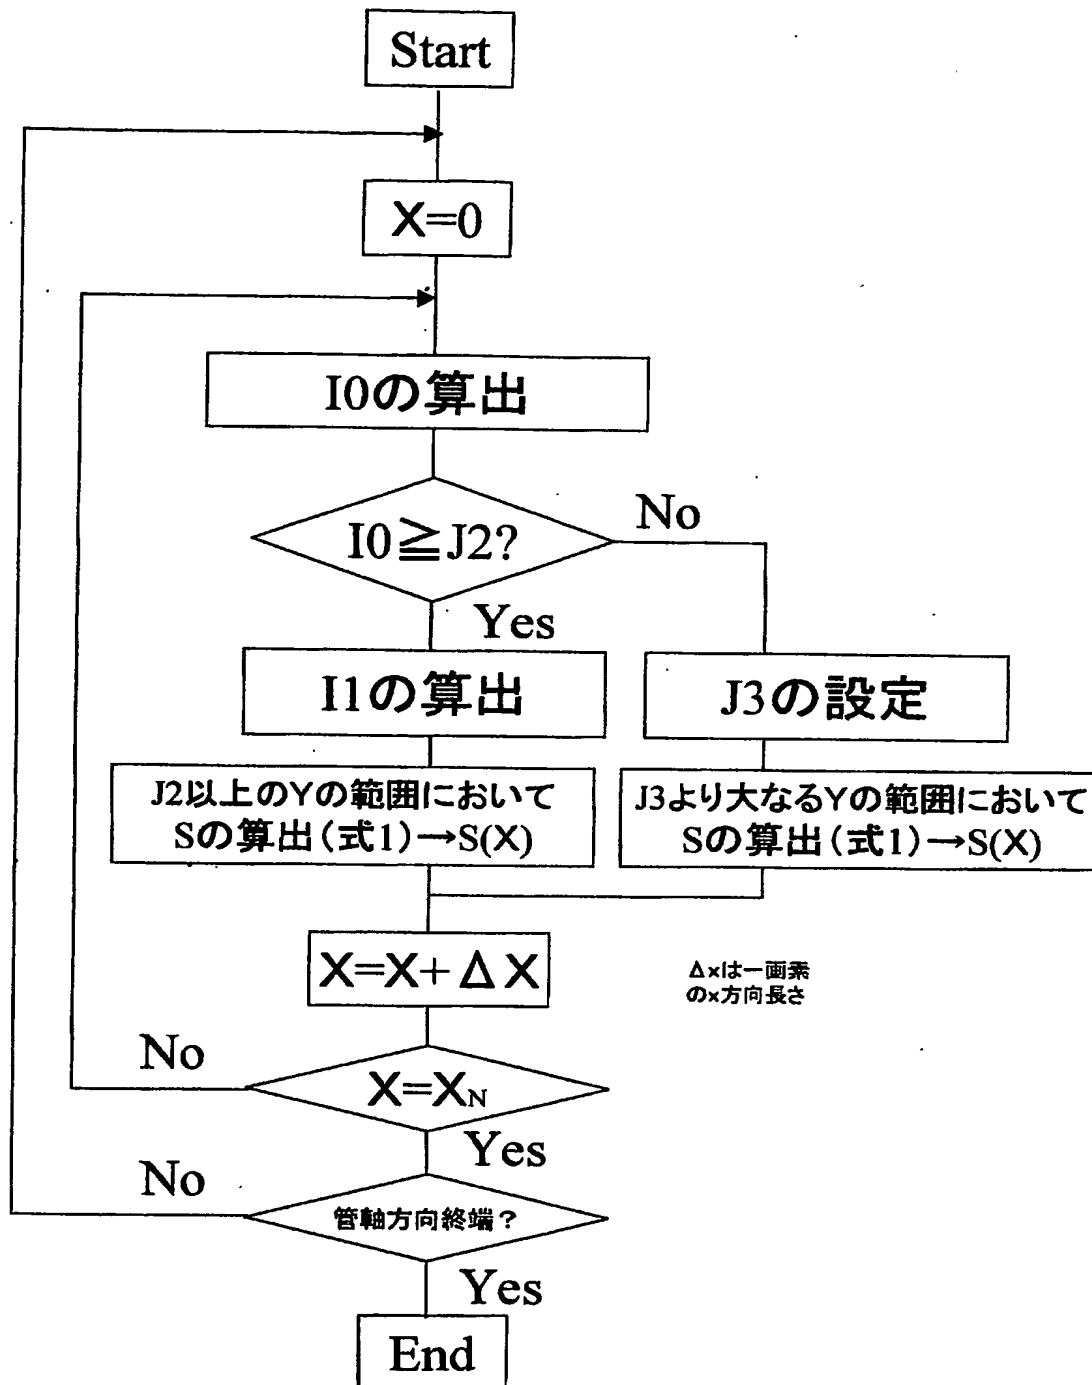 Start
X=0
I0の算出
I0≧J2?
No
Yes
I1の算出
J3の設定
J2以上のYの範囲において
Sの算出(式1)→S(X)
J3より大なるYの範囲において
Sの算出(式1)→S(X)
X=X+ΔX
Δxは一画素
のx方向長さ
No
X=XN
Yes
No
管軸方向終端?
Yes
End